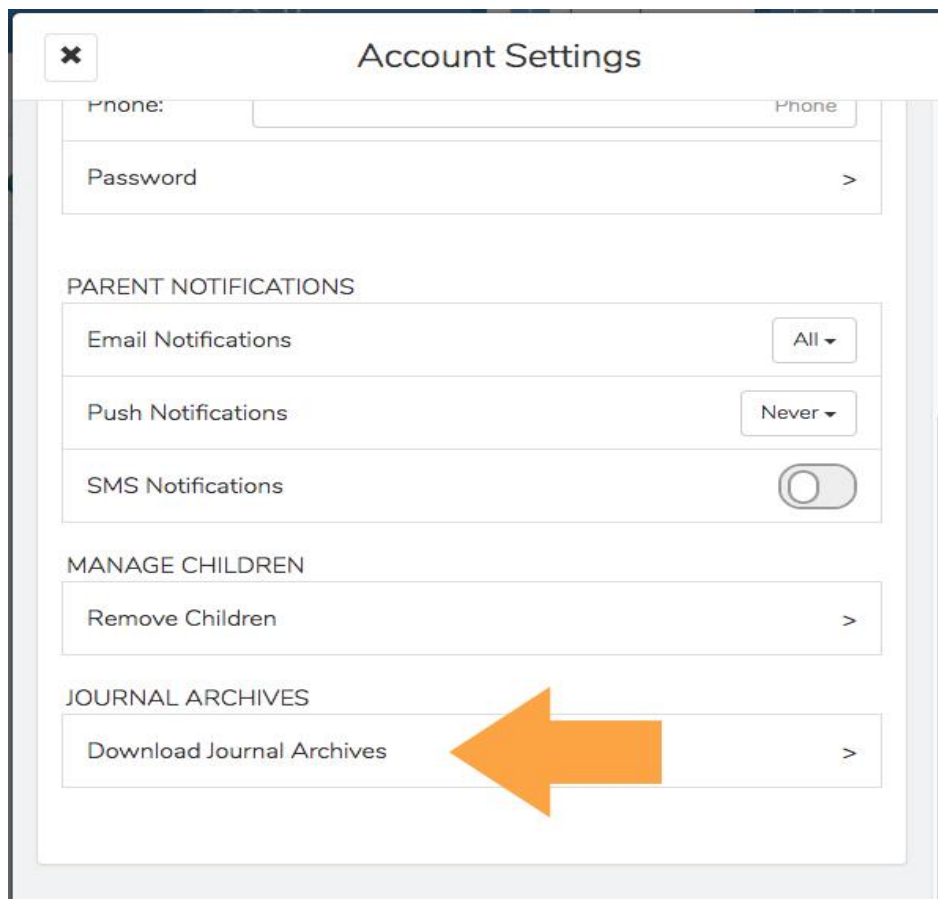 ✖ Account Settings
Phone: Phone
Password >
PARENT NOTIFICATIONS
Email Notifications All
Push Notifications Never
SMS Notifications
MANAGE CHILDREN
Remove Children >
JOURNAL ARCHIVES
Download Journal Archives >